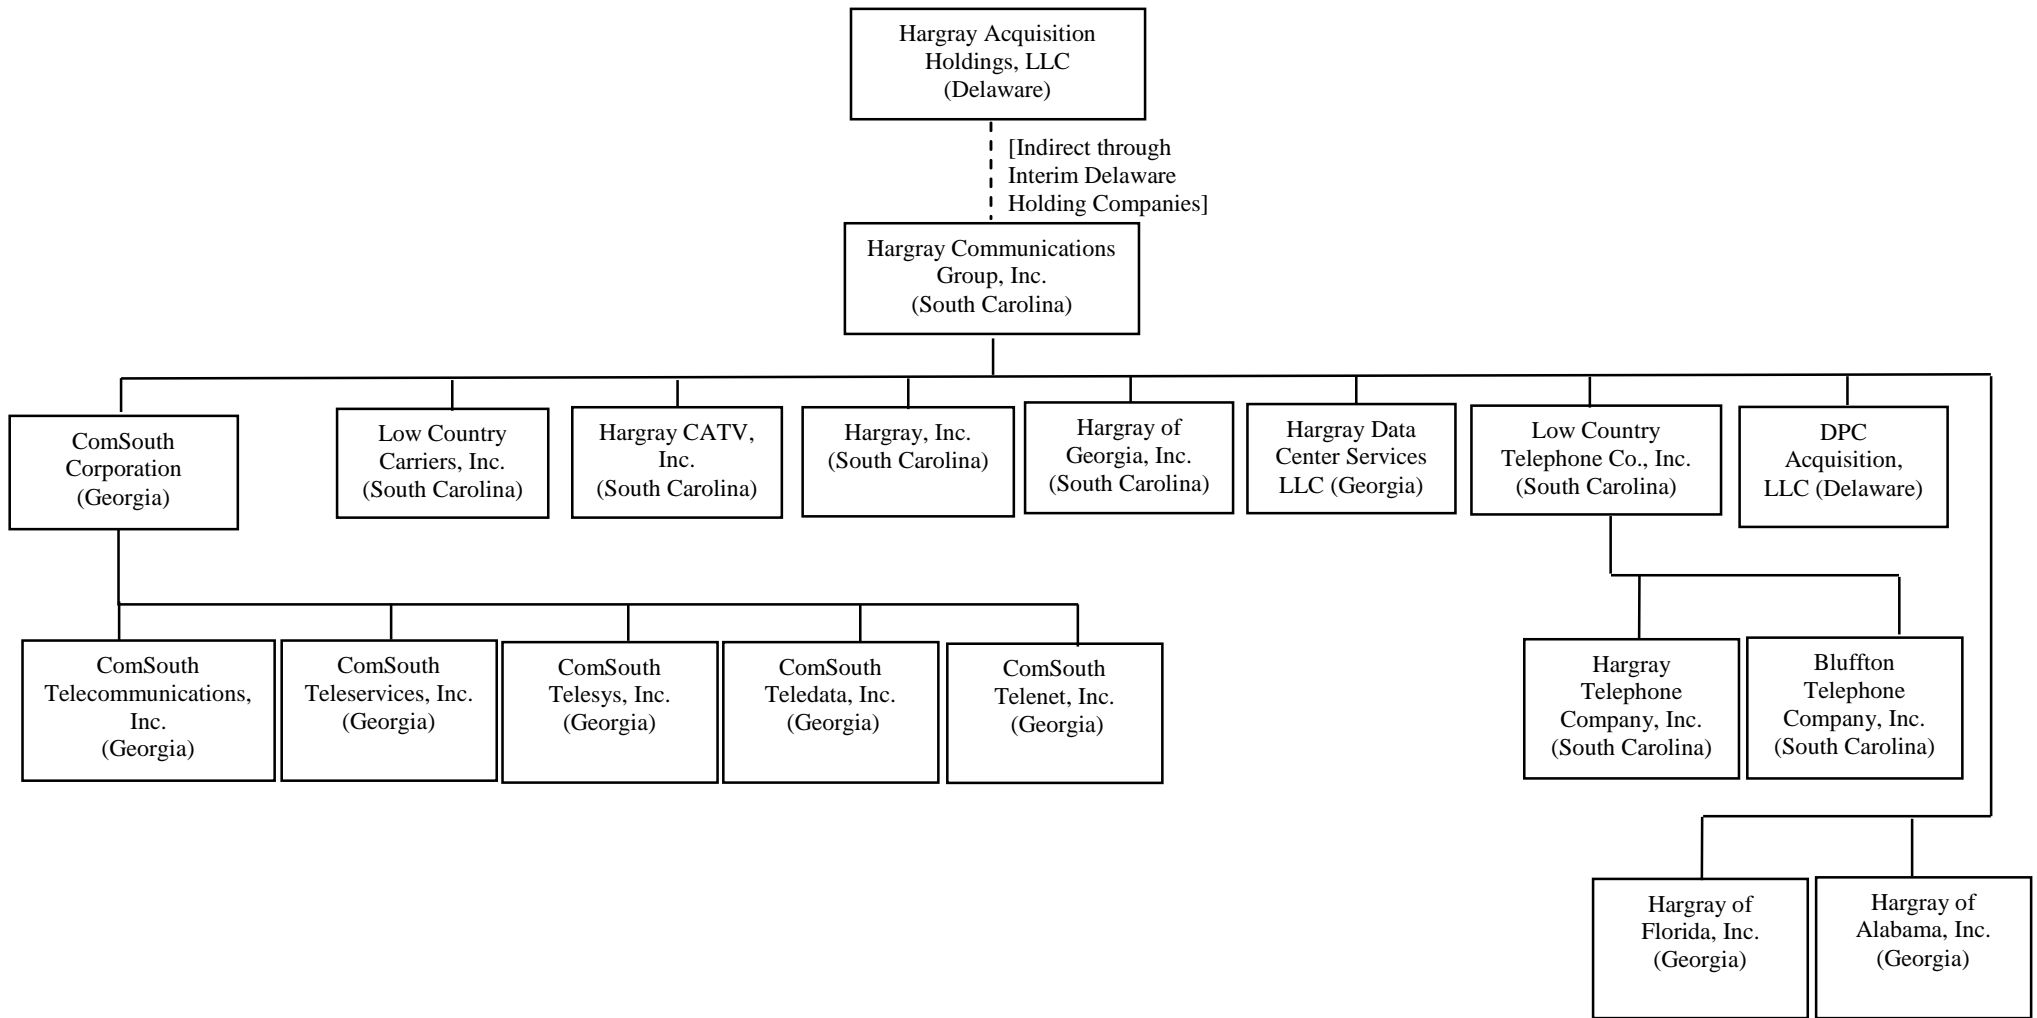 Hargray Acquisition
Holdings, LLC
(Delaware)
[Indirect through
Interim Delaware
Holding Companies]
Hargray Communications
Group, Inc.
(South Carolina)
ComSouth
Corporation
(Georgia)
Low Country
Carriers, Inc.
(South Carolina)
Hargray CATV,
Inc.
(South Carolina)
Hargray, Inc.
(South Carolina)
Hargray of
Georgia, Inc.
(South Carolina)
Hargray Data
Center Services
LLC (Georgia)
Low Country
Telephone Co., Inc.
(South Carolina)
DPC
Acquisition,
LLC (Delaware)
ComSouth
Telecommunications,
Inc.
(Georgia)
ComSouth
Teleservices, Inc.
(Georgia)
ComSouth
Telesys, Inc.
(Georgia)
ComSouth
Teledata, Inc.
(Georgia)
ComSouth
Telenet, Inc.
(Georgia)
Hargray
Telephone
Company, Inc.
(South Carolina)
Bluffton
Telephone
Company, Inc.
(South Carolina)
Hargray of
Florida, Inc.
(Georgia)
Hargray of
Alabama, Inc.
(Georgia)